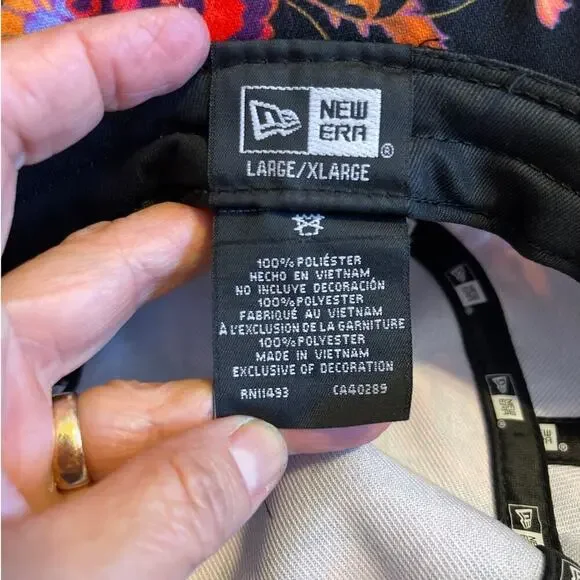 NEW
ERA
®
LARGE/XLARGE
100% POLIÉSTER
HECHO EN VIETNAM
NO INCLUYE DECORACIÓN
100% POLYESTER
FABRIQUÉ AU VIETNAM
À L'EXCLUSION DE LA GARNITURE
100% POLYESTER
MADE IN VIETNAM
EXCLUSIVE OF DECORATION
RN11493 CA40289